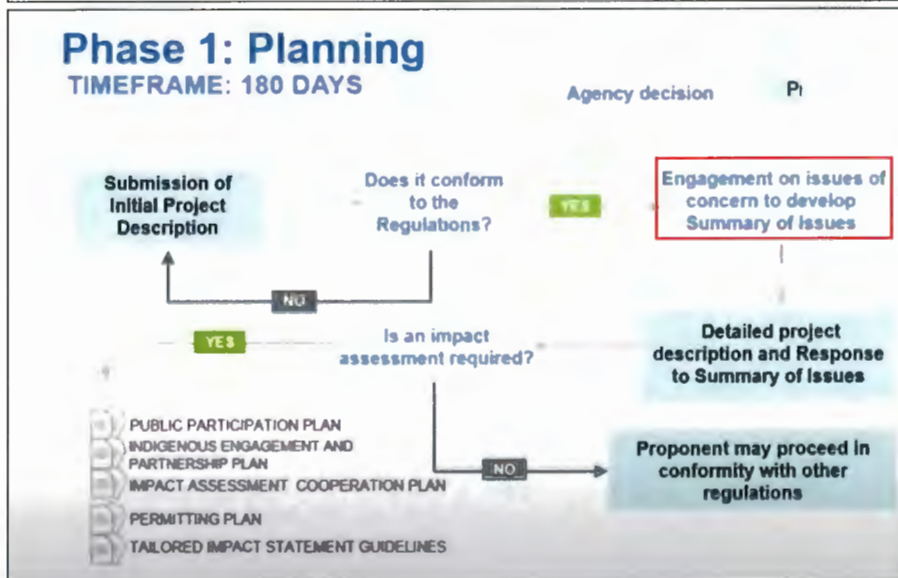 Phase 1: Planning
TIMEFRAME: 180 DAYS
Agency decision
Submission of
Initial Project
Description
Does it conform
to the
Regulations?
YES
Engagement on issues of
concern to develop
Summary of Issues
NO
YES
Is an impact
assessment required?
Detailed project
description and Response
to Summary of Issues
PUBLIC PARTICIPATION PLAN
INDIGENOUS ENGAGEMENT AND
PARTNERSHIP PLAN
IMPACT ASSESSMENT COOPERATION PLAN
PERMITTING PLAN
TAILORED IMPACT STATEMENT GUIDELINES
NO
Proponent may proceed in
conformity with other
regulations